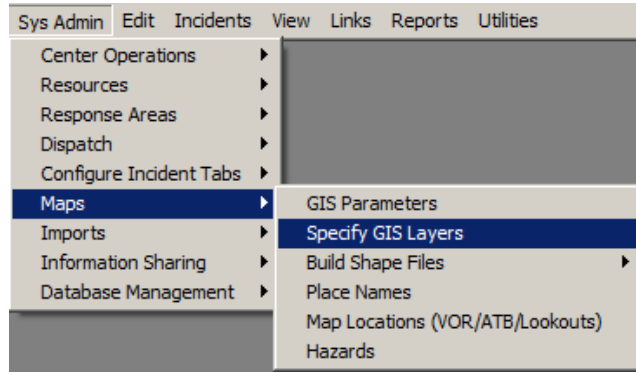 Sys Admin Edit Incidents View Links Reports Utilities
Center Operations
Resources
Response Areas
Dispatch
Configure Incident Tabs
Maps
Imports
Information Sharing
Database Management
GIS Parameters
Specify GIS Layers
Build Shape Files
Place Names
Map Locations (VOR/ATB/Lookouts)
Hazards